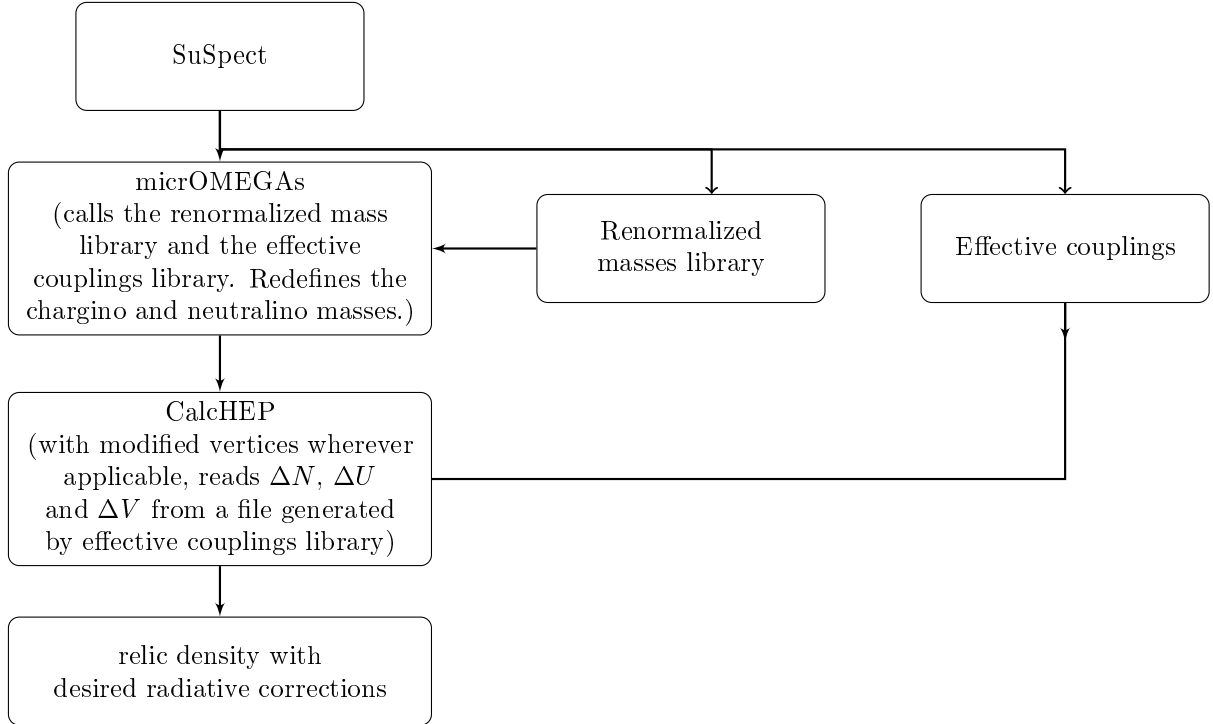 SuSpect
micrOMEGAs
(calls the renormalized mass
library and the effective
couplings library. Redefines the
chargino and neutralino masses.)
Renormalized
masses library
Effective couplings
CalcHEP
(with modified vertices wherever
applicable, reads ΔN, ΔU
and ΔV from a file generated
by effective couplings library)
relic density with
desired radiative corrections